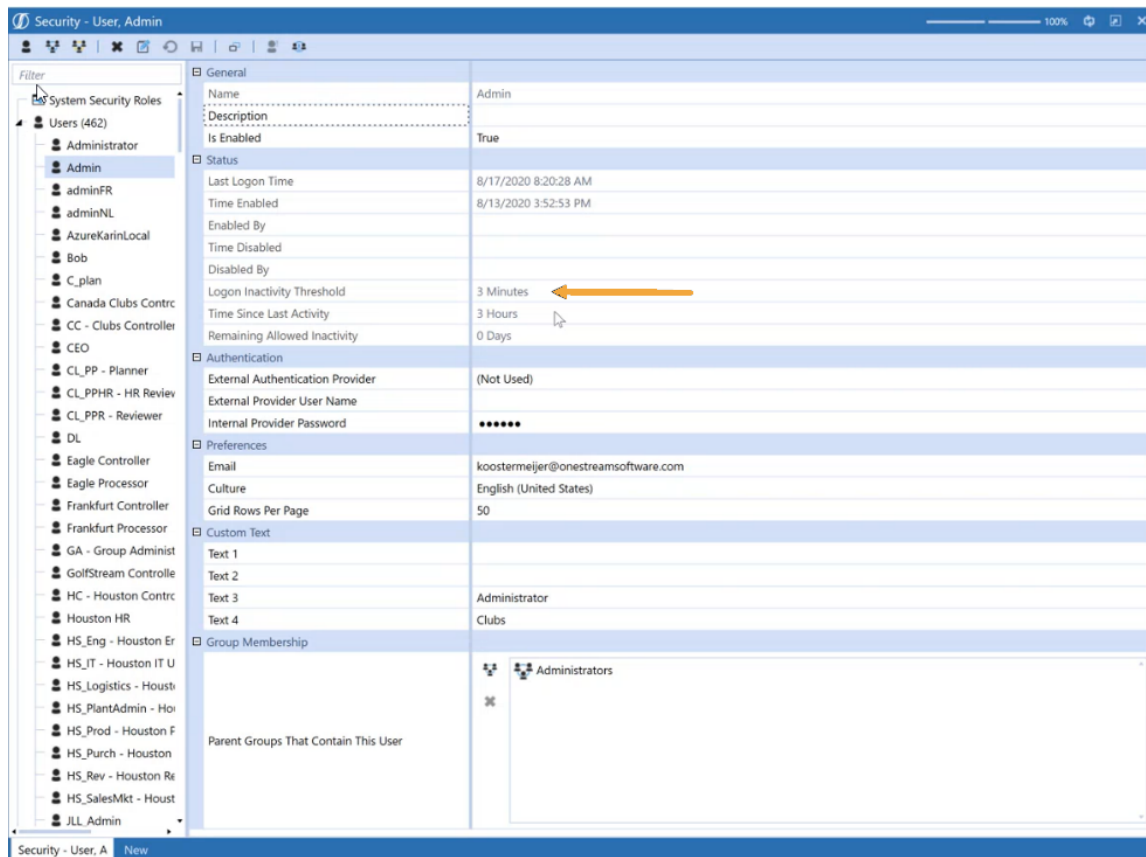 Security - User, Admin
100%
Filter
System Security Roles
Users (462)
Administrator
Admin
adminFR
adminNL
AzureKarinLocal
Bob
C_plan
Canada Clubs Contrc
CC - Clubs Controller
CEO
CL_PP - Planner
CL_PPHR - HR Review
CL_PPR - Reviewer
DL
Eagle Controller
Eagle Processor
Frankfurt Controller
Frankfurt Processor
GA - Group Administ
GolfStream Controlle
HC - Houston Contrc
Houston HR
HS_Eng - Houston Er
HS_IT - Houston IT U
HS_Logistics - Houst
HS_PlantAdmin - Ho
HS_Prod - Houston F
HS_Purch - Houston
HS_Rev - Houston Re
HS_SalesMkt - Houst
JLL_Admin
General
Name Admin
Description
Is Enabled True
Status
Last Logon Time 8/17/2020 8:20:28 AM
Time Enabled 8/13/2020 3:52:53 PM
Enabled By
Time Disabled
Disabled By
Logon Inactivity Threshold 3 Minutes
Time Since Last Activity 3 Hours
Remaining Allowed Inactivity 0 Days
Authentication
External Authentication Provider (Not Used)
External Provider User Name
Internal Provider Password ●●●●●●
Preferences
Email koostermeijer@onestreamsoftware.com
Culture English (United States)
Grid Rows Per Page 50
Custom Text
Text 1
Text 2
Text 3 Administrator
Text 4 Clubs
Group Membership
Administrators
Parent Groups That Contain This User
Security - User, A New